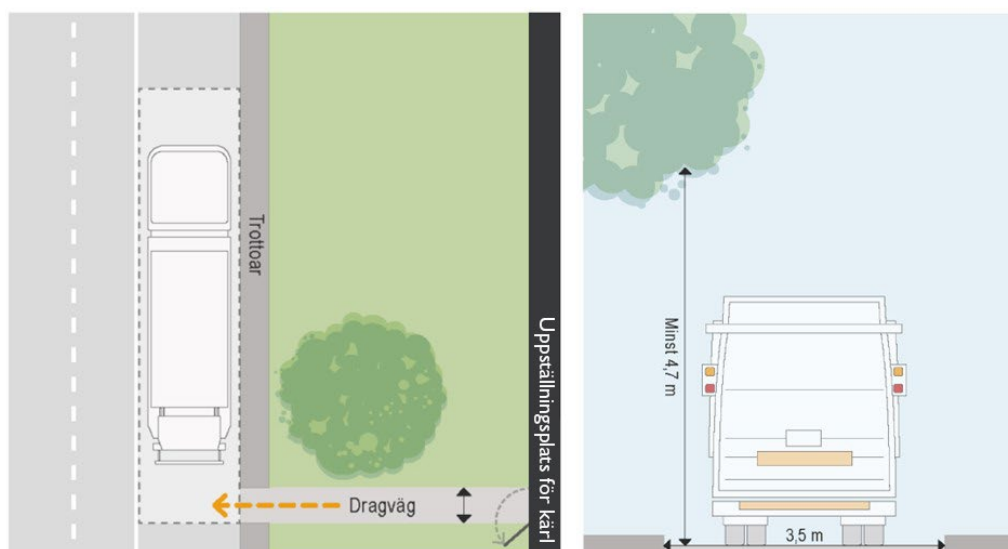 Trottoar
Uppställningsplats för kärl
Dragväg
Minst 4,7 m
3,5 m